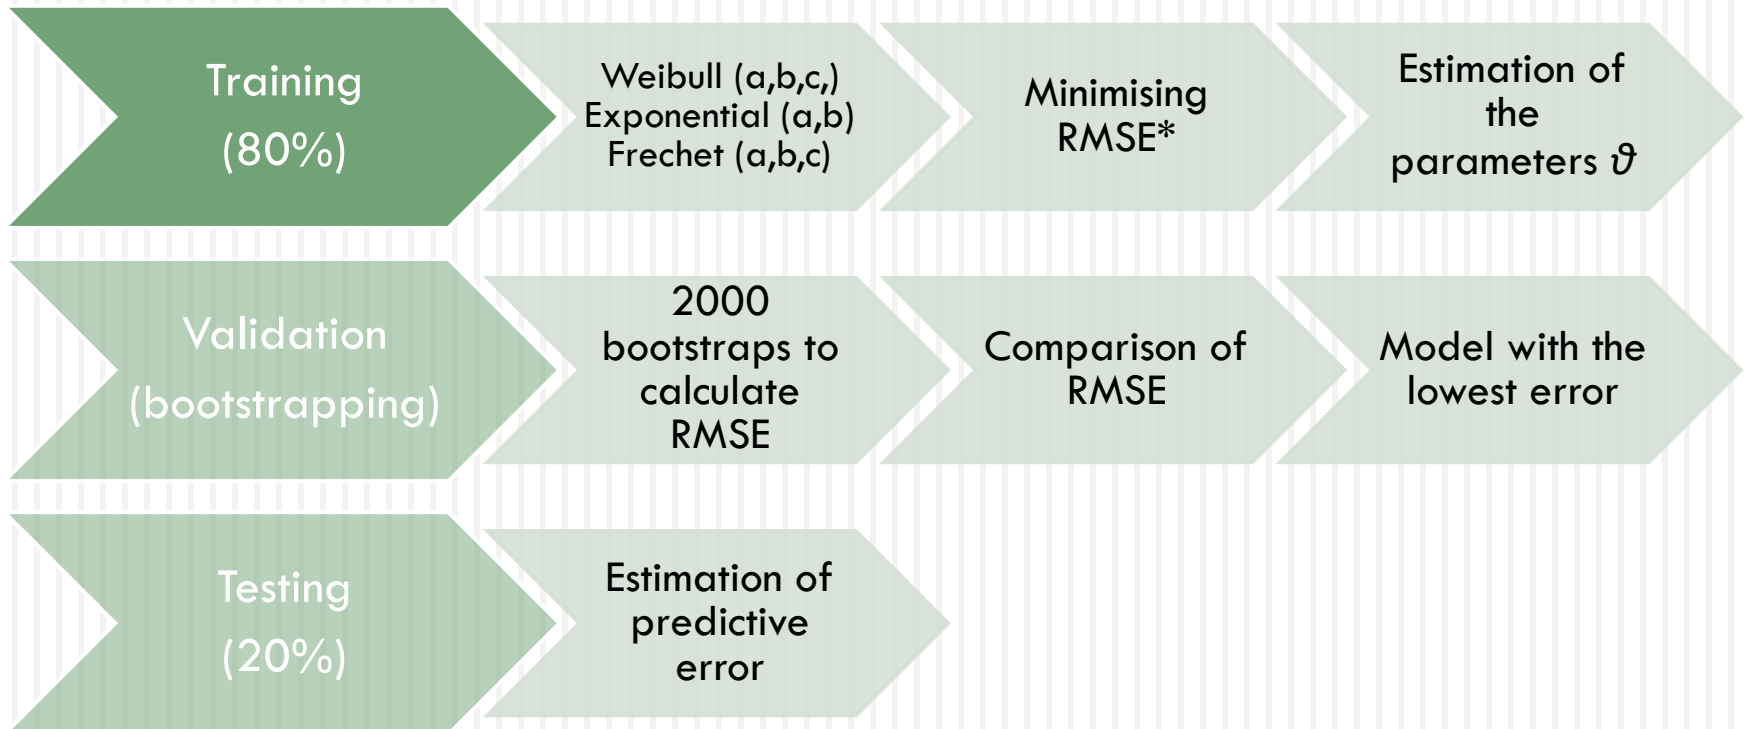 Training
(80%)
Weibull (a,b,c,)
Exponential (a,b)
Frechet (a,b,c)
Minimising
RMSE*
Estimation of
the
parameters ϑ
Validation
(bootstrapping)
2000
bootstraps to
calculate
RMSE
Comparison of
RMSE
Model with the
lowest error
Testing
(20%)
Estimation of
predictive
error